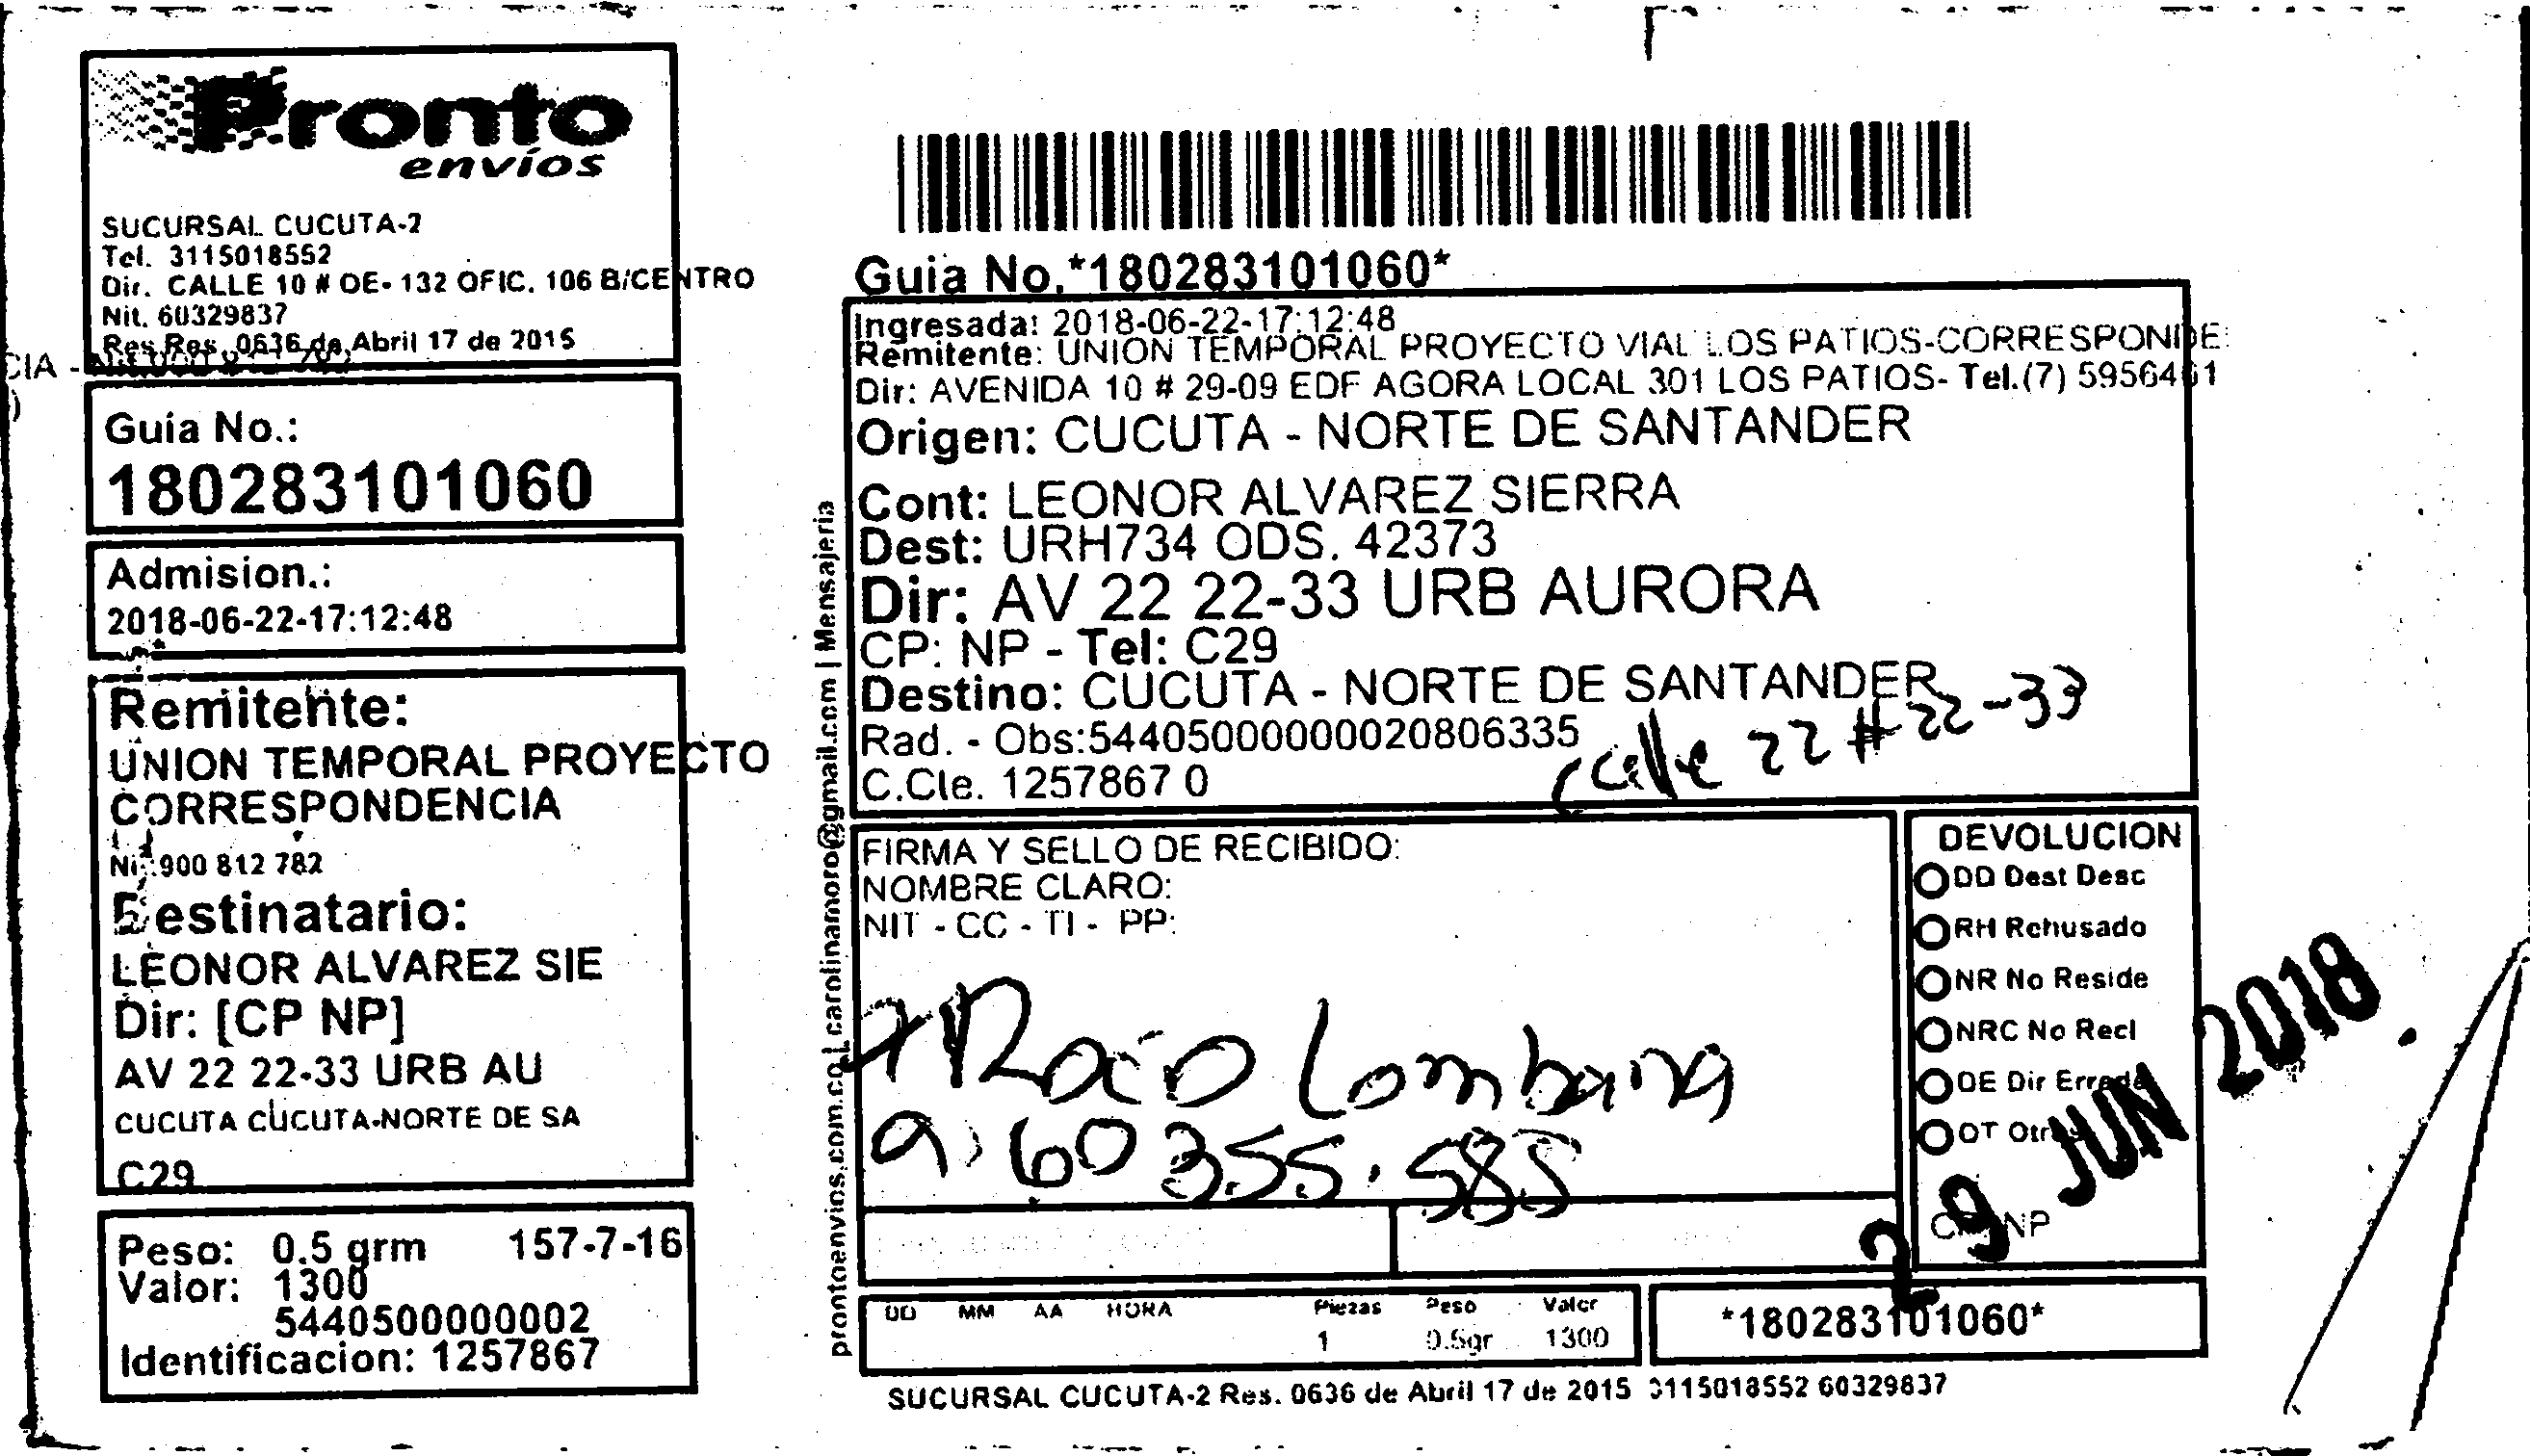 Pronto
envíos
SUCURSAL CUCUTA-2
Tel. 3115018552
Dir. CALLE 10 # OE- 132 OFIC. 106 B/CENTRO
Nit. 60329837
Res Res. 0636 de Abril 17 de 2015
CIA -
Guía No.:
180283101060
Admision.:
2018-06-22-17:12:48
Remitente:
UNION TEMPORAL PROYECTO
CORRESPONDENCIA
Nit.900 812 782
Destinatario:
LEONOR ALVAREZ SIE
Dir: [CP NP]
AV 22 22-33 URB AU
CUCUTA CUCUTA-NORTE DE SA
C29
Peso: 0.5 grm 157-7-16
Valor: 1300
5440500000002
Identificacion: 1257867
prontoenvios.com.co | carolinamoro@gmail.com | Mensajeria
Guia No.*180283101060*
Ingresada: 2018-06-22-17:12:48
Remitente: UNION TEMPORAL PROYECTO VIAL LOS PATIOS-CORRESPONDE
Dir: AVENIDA 10 # 29-09 EDF AGORA LOCAL 301 LOS PATIOS- Tel.(7) 5956461
Origen: CUCUTA - NORTE DE SANTANDER
Cont: LEONOR ALVAREZ SIERRA
Dest: URH734 ODS. 42373
Dir: AV 22 22-33 URB AURORA
CP: NP - Tel: C29
Destino: CUCUTA - NORTE DE SANTANDER
Rad. - Obs:544050000000020806335
C.Cle. 1257867 0
Calle 22 # 22-33
FIRMA Y SELLO DE RECIBIDO:
NOMBRE CLARO:
NIT - CC - TI - PP:
Rocio Lombana
60355.585
DEVOLUCION
DD Dest Desc
RH Rehusado
NR No Reside
NRC No Recl
DE Dir Errada
OT Otros
NP
29 JUN 2018
DD MM AA HORA Piezas Peso Valor
1 0.5gr 1300
*180283101060*
SUCURSAL CUCUTA-2 Res. 0636 de Abril 17 de 2015 3115018552 60329837